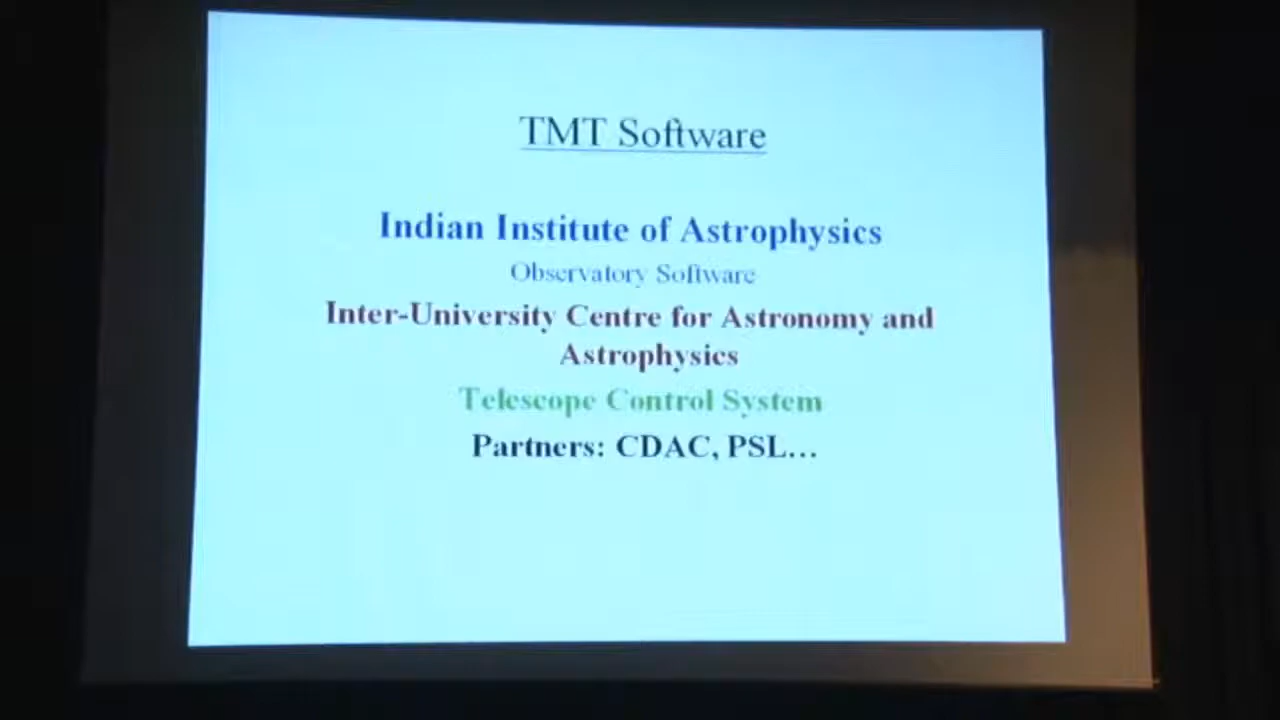 TMT Software
Indian Institute of Astrophysics
Observatory Software
Inter-University Centre for Astronomy and
Astrophysics
Telescope Control System
Partners: CDAC, PSL...